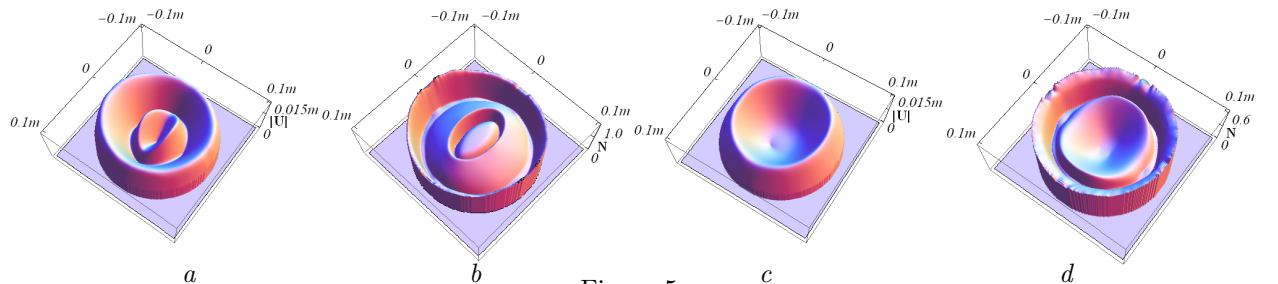 −0.1m −0.1m 0 0 0.1m 0.1m 0.015m |U| 0
−0.1m −0.1m 0 0 0.1m 0.1m 1.0 N 0
−0.1m −0.1m 0 0 0.1m 0.1m 0.015m |U| 0
−0.1m −0.1m 0 0 0.1m 0.1m 0.6 N 0
a b c d